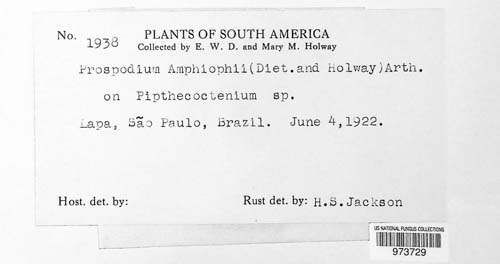 No. 1938 PLANTS OF SOUTH AMERICA
Collected by E. W. D. and Mary M. Holway
Prospodium Amphiophii(Diet.and Holway)Arth.
on Pipthecoctenium sp.
Lapa, São Paulo, Brazil. June 4,1922.
Host. det. by: Rust det. by: H.S.Jackson
US NATIONAL FUNGUS COLLECTIONS
973729